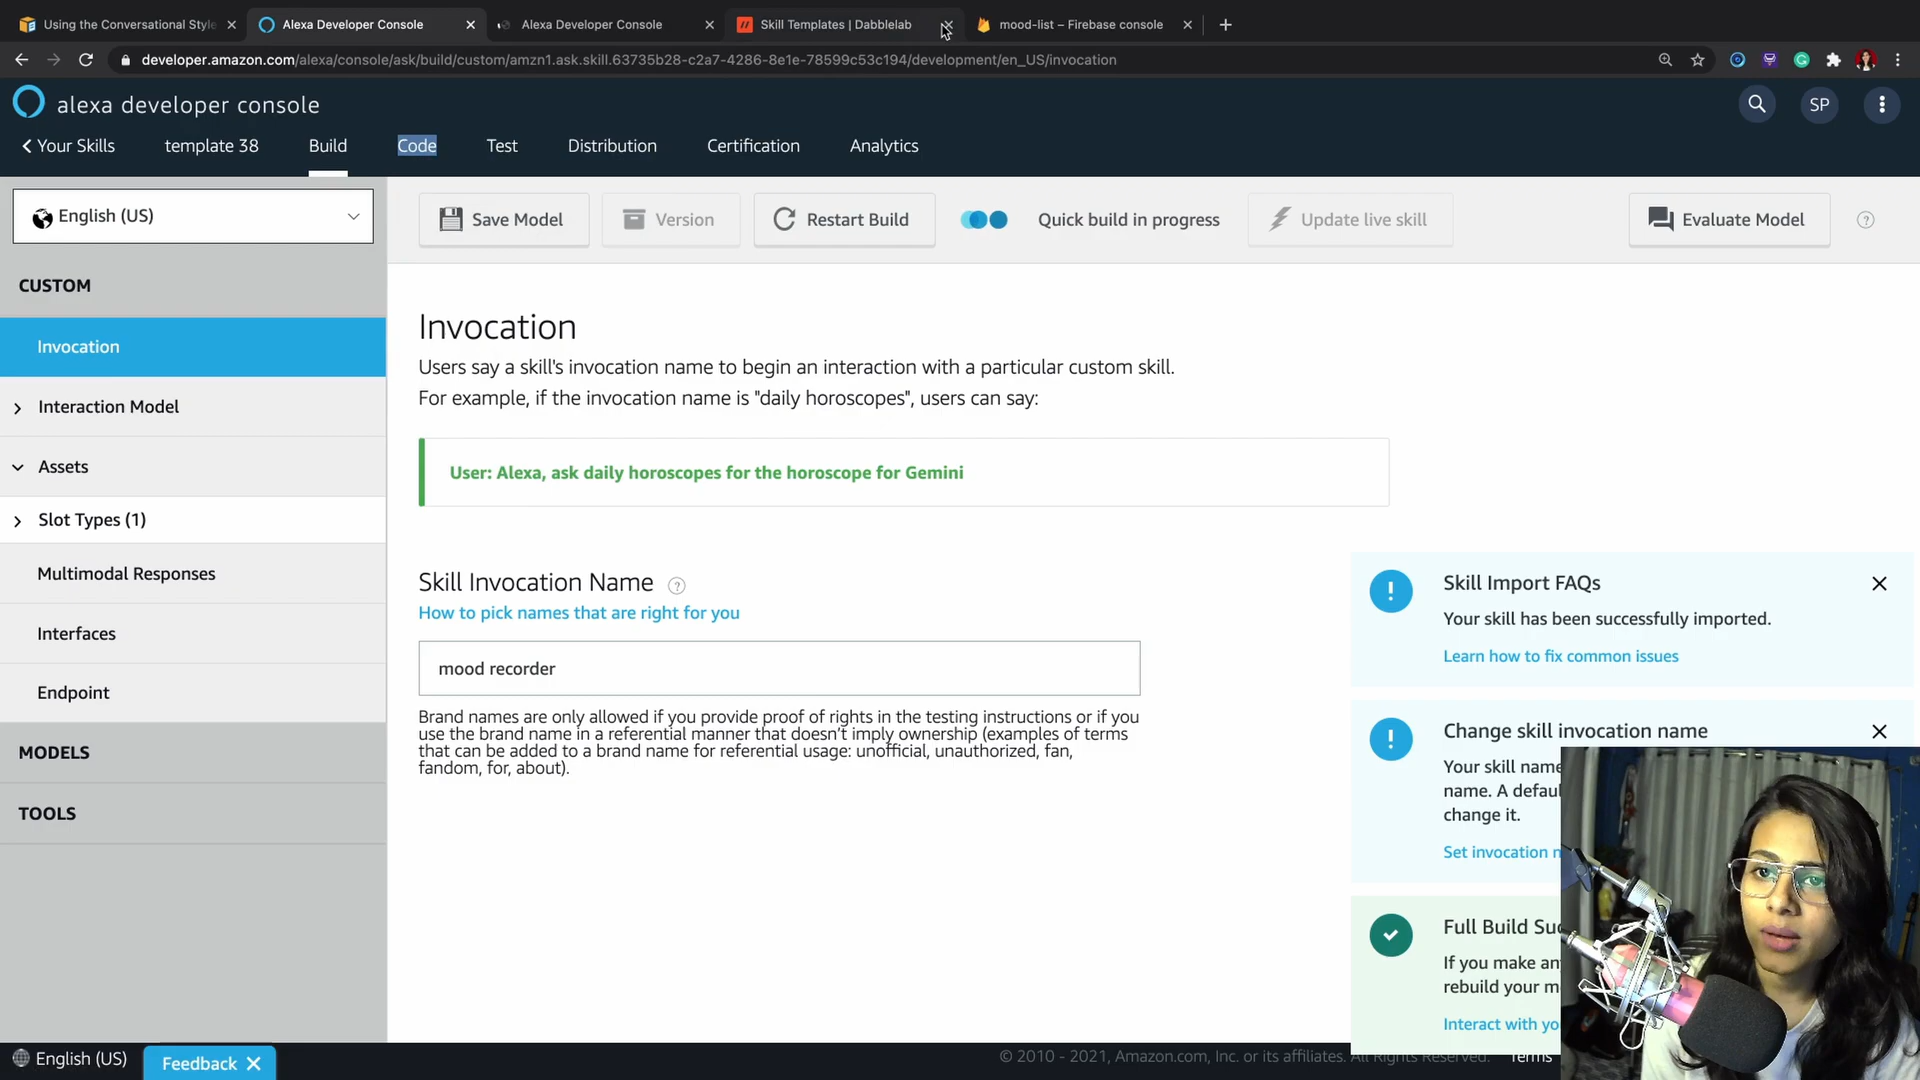 Using the Conversational Style
Alexa Developer Console
Alexa Developer Console
Skill Templates | Dabblelab
mood-list – Firebase console
developer.amazon.com/alexa/console/ask/build/custom/amzn1.ask.skill.63735b28-c2a7-4286-8e1e-78599c53c194/development/en_US/invocation
alexa developer console
SP
Your Skills
template 38
Build
Code
Test
Distribution
Certification
Analytics
English (US)
Save Model
Version
Restart Build
Quick build in progress
Update live skill
Evaluate Model
CUSTOM
Invocation
Interaction Model
Assets
Slot Types (1)
Multimodal Responses
Interfaces
Endpoint
MODELS
TOOLS
Invocation
Users say a skill's invocation name to begin an interaction with a particular custom skill.
For example, if the invocation name is "daily horoscopes", users can say:
User: Alexa, ask daily horoscopes for the horoscope for Gemini
Skill Invocation Name
How to pick names that are right for you
mood recorder
Brand names are only allowed if you provide proof of rights in the testing instructions or if you
use the brand name in a referential manner that doesn't imply ownership (examples of terms
that can be added to a brand name for referential usage: unofficial, unauthorized, fan,
fandom, for, about).
Skill Import FAQs
Your skill has been successfully imported.
Learn how to fix common issues
Change skill invocation name
Your skill name
name. A defau
change it.
Set invocation n
Full Build Suc
If you make an
rebuild your m
Interact with yo
English (US)
Feedback
© 2010 - 2021, Amazon.com, Inc. or its affiliates. All Rights Reserved.
Terms